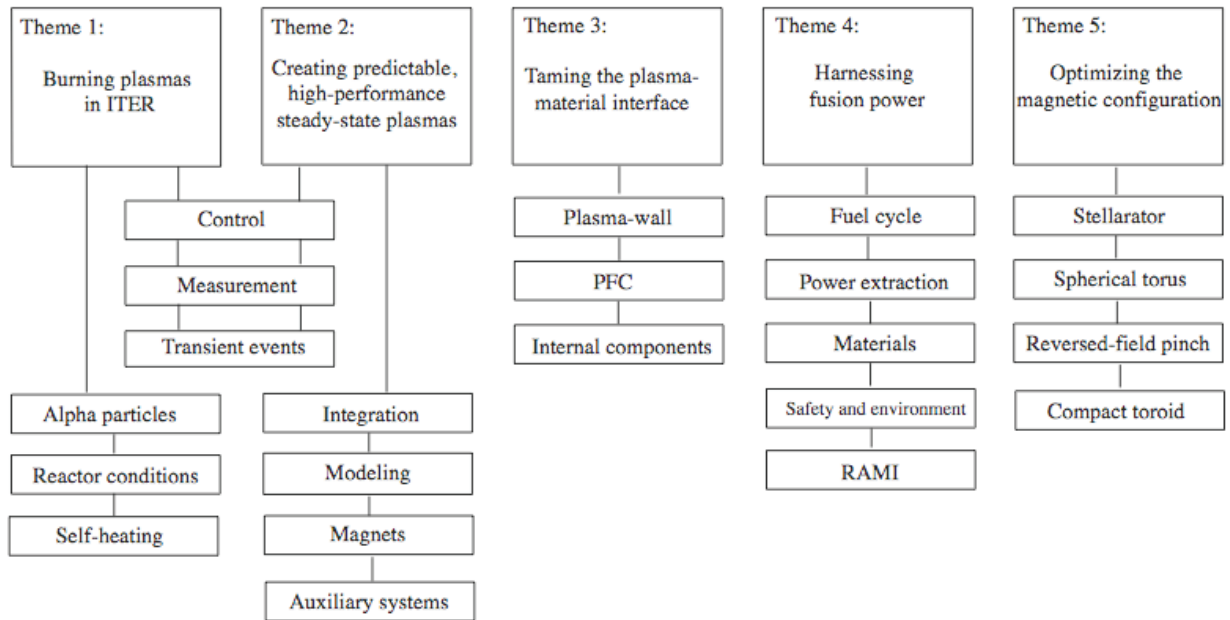 Theme 1:
Burning plasmas
in ITER
Theme 2:
Creating predictable,
high-performance
steady-state plasmas
Theme 3:
Taming the plasma-
material interface
Theme 4:
Harnessing
fusion power
Theme 5:
Optimizing the
magnetic configuration
Control
Measurement
Transient events
Alpha particles
Reactor conditions
Self-heating
Integration
Modeling
Magnets
Auxiliary systems
Plasma-wall
PFC
Internal components
Fuel cycle
Power extraction
Materials
Safety and environment
RAMI
Stellarator
Spherical torus
Reversed-field pinch
Compact toroid